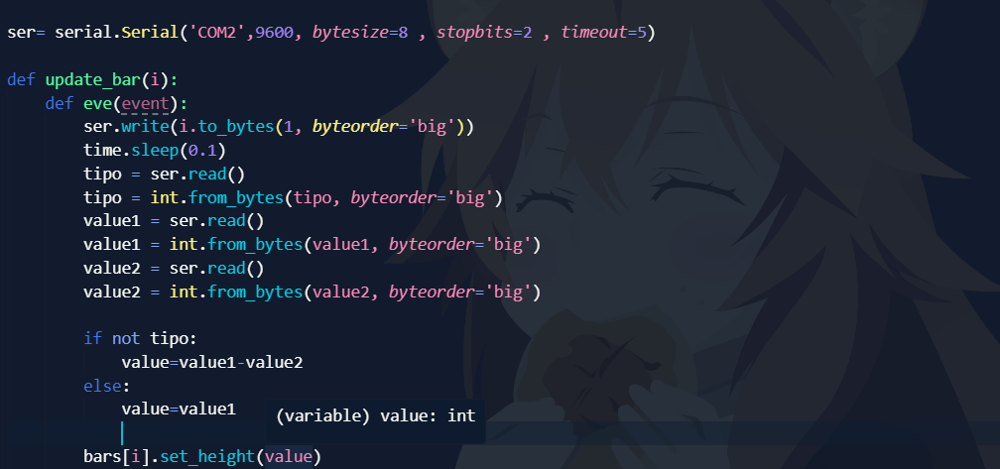 ser= serial.Serial('COM2',9600, bytesize=8 , stopbits=2 , timeout=5)
def update_bar(i):
def eve(event):
ser.write(i.to_bytes(1, byteorder='big'))
time.sleep(0.1)
tipo = ser.read()
tipo = int.from_bytes(tipo, byteorder='big')
value1 = ser.read()
value1 = int.from_bytes(value1, byteorder='big')
value2 = ser.read()
value2 = int.from_bytes(value2, byteorder='big')
if not tipo:
value=value1-value2
else:
value=value1
(variable) value: int
bars[i].set_height(value)